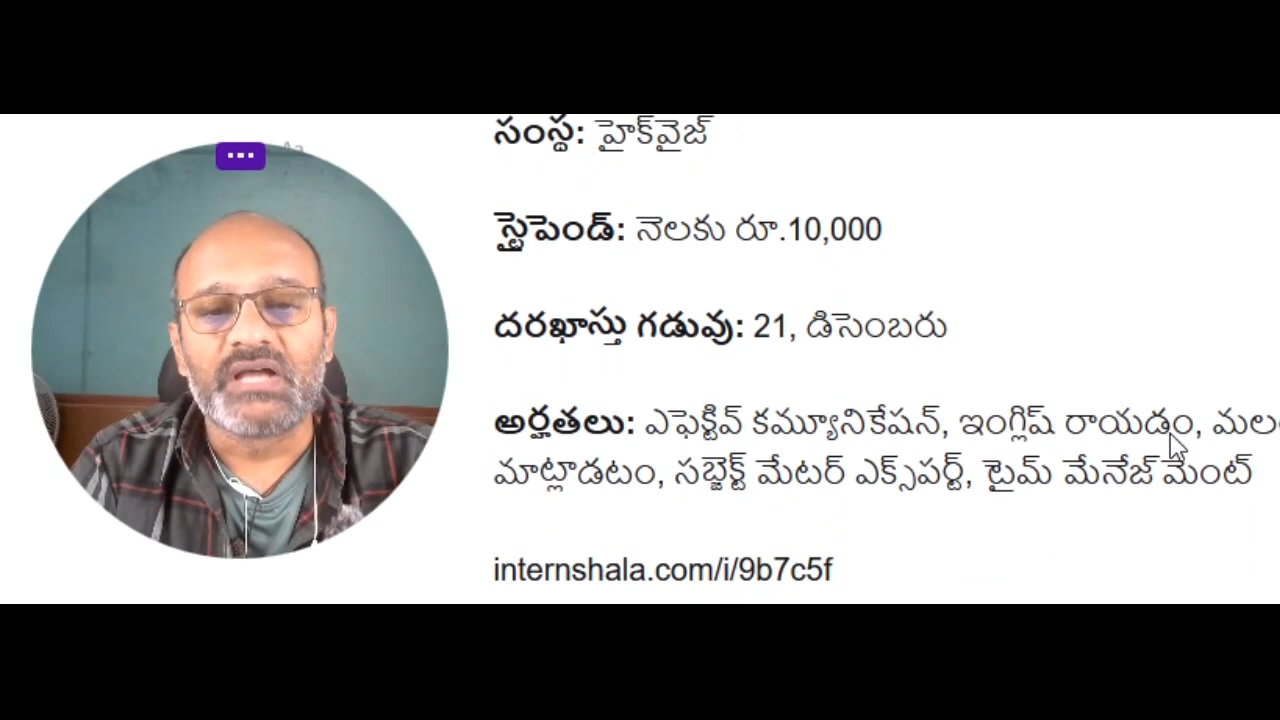 సంస్థ: హైక్‌వైజ్
స్టైపెండ్: నెలకు రూ.10,000
దరఖాస్తు గడువు: 21, డిసెంబరు
అర్హతలు: ఎఫెక్టివ్ కమ్యూనికేషన్, ఇంగ్లిష్ రాయడం,
మాట్లాడటం, సబ్జెక్ట్ మేటర్ ఎక్స్‌పర్ట్, టైమ్ మేనేజ్‌మెంట్
internshala.com/i/9b7c5f